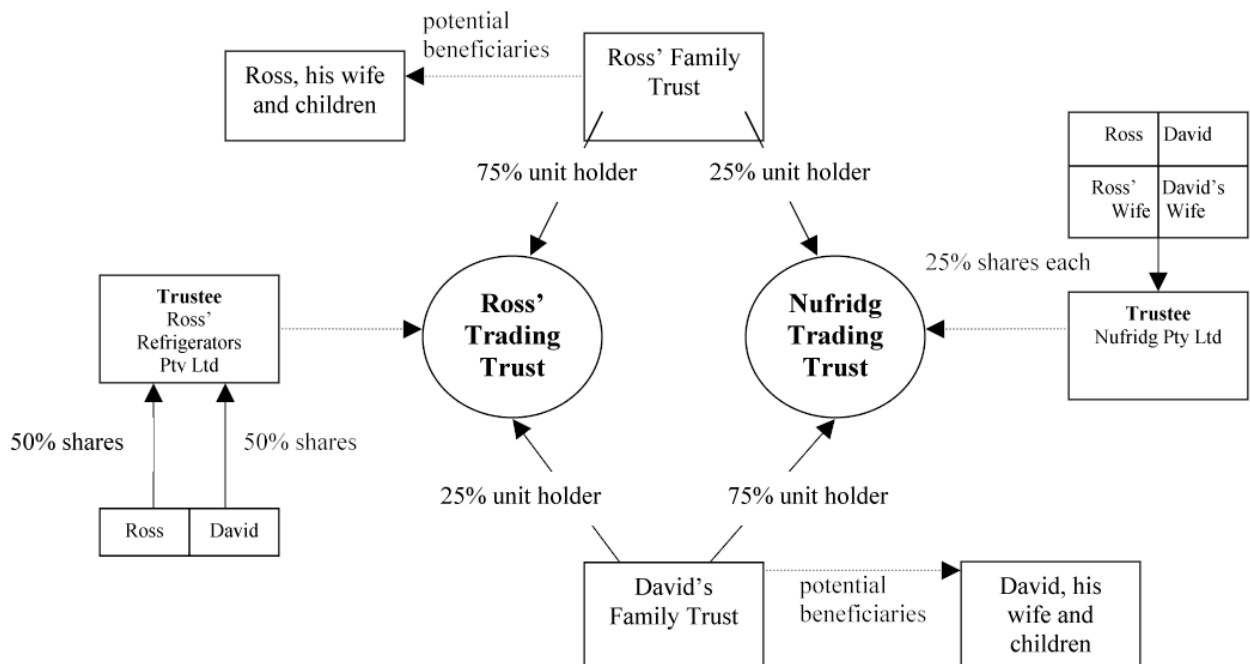 potential
beneficiaries
Ross’ Family
Trust
Ross, his wife
and children
75% unit holder
25% unit holder
Ross
David
Ross’
Wife
David’s
Wife
25% shares each
Trustee
Ross’
Refrigerators
Ptv Ltd
Ross’
Trading
Trust
Nufridg
Trading
Trust
Trustee
Nufridg Pty Ltd
50% shares
50% shares
Ross
David
25% unit holder
75% unit holder
David’s
Family Trust
potential
beneficiaries
David, his
wife and
children